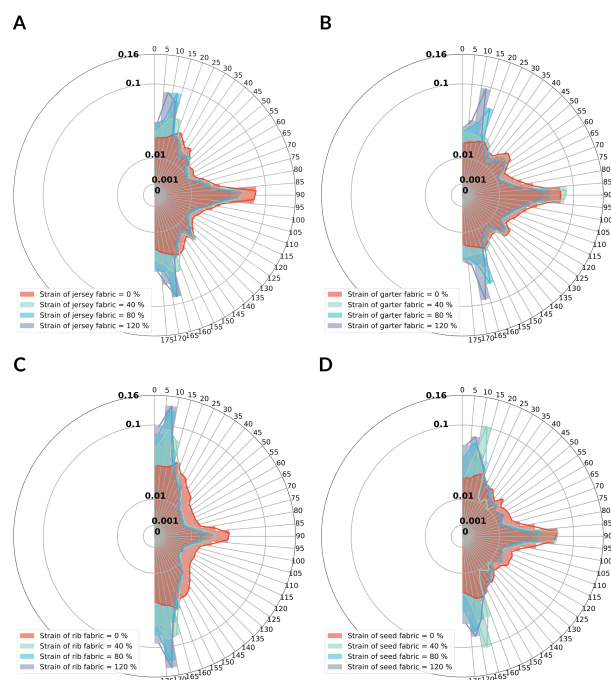 A
0 5 10 15 20 25 30 35 40 45 50 55 60 65 70 75 80 85 90 95 100 105 110 115 120 125 130 135 140 145 150 155 160 165 170 175
0.16
0.1
0.01
0.001
0
Strain of jersey fabric = 0 %
Strain of jersey fabric = 40 %
Strain of jersey fabric = 80 %
Strain of jersey fabric = 120 %
B
0 5 10 15 20 25 30 35 40 45 50 55 60 65 70 75 80 85 90 95 100 105 110 115 120 125 130 135 140 145 150 155 160 165 170 175
0.16
0.1
0.01
0.001
0
Strain of garter fabric = 0 %
Strain of garter fabric = 40 %
Strain of garter fabric = 80 %
Strain of garter fabric = 120 %
C
0 5 10 15 20 25 30 35 40 45 50 55 60 65 70 75 80 85 90 95 100 105 110 115 120 125 130 135 140 145 150 155 160 165 170 175
0.16
0.1
0.01
0.001
0
Strain of rib fabric = 0 %
Strain of rib fabric = 40 %
Strain of rib fabric = 80 %
Strain of rib fabric = 120 %
D
0 5 10 15 20 25 30 35 40 45 50 55 60 65 70 75 80 85 90 95 100 105 110 115 120 125 130 135 140 145 150 155 160 165 170 175
0.16
0.1
0.01
0.001
0
Strain of seed fabric = 0 %
Strain of seed fabric = 40 %
Strain of seed fabric = 80 %
Strain of seed fabric = 120 %